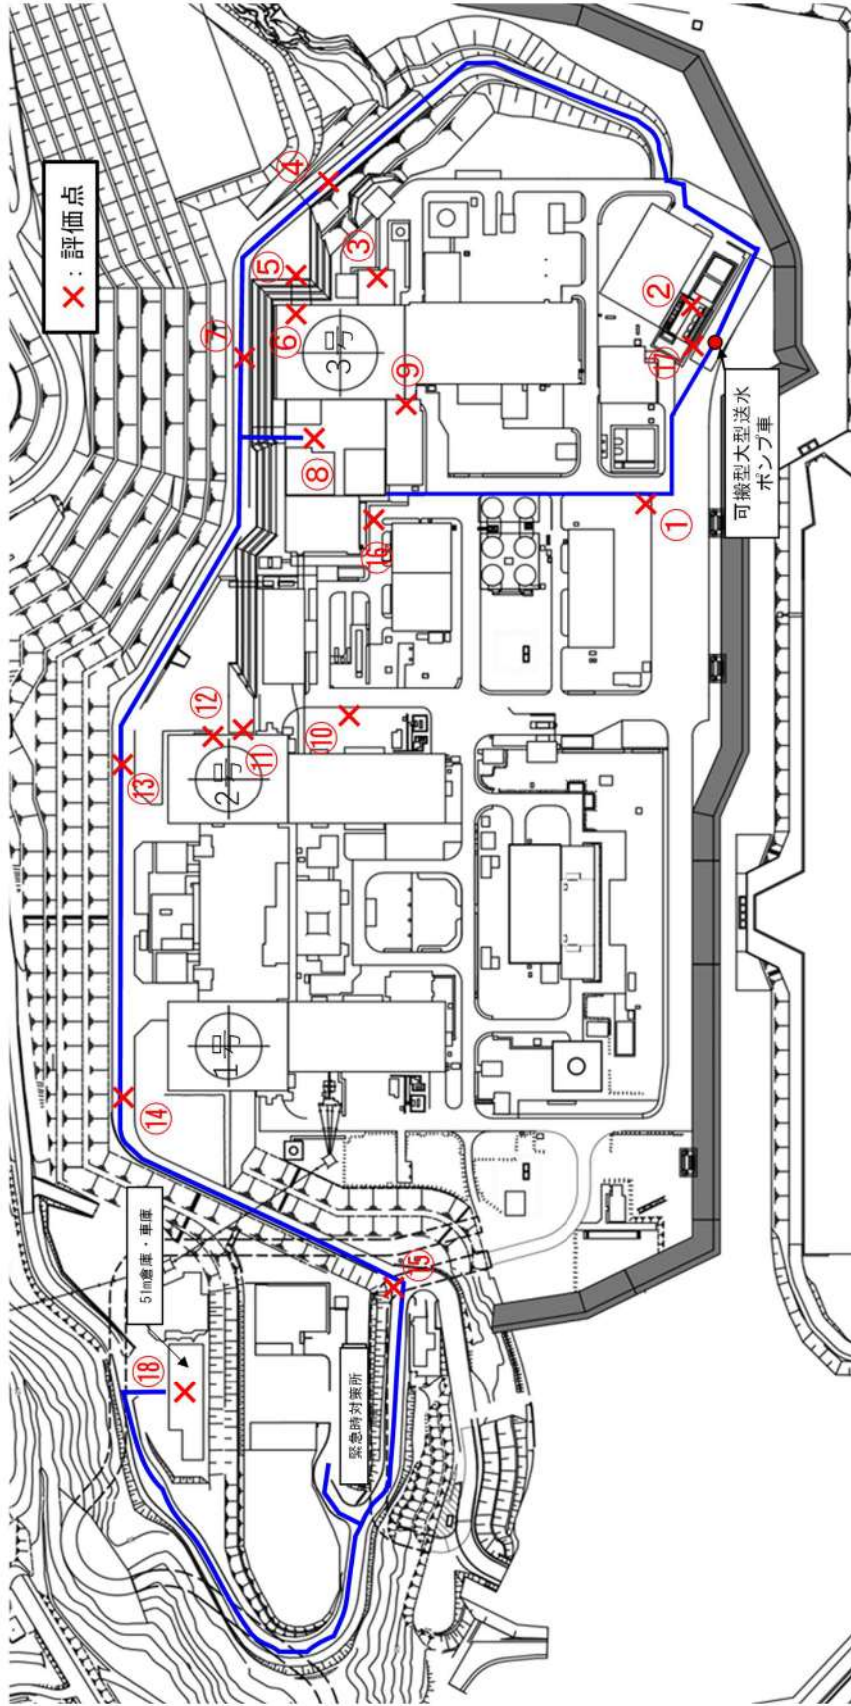 ×：評価点
④
⑤
③
⑥
⑦
3号
②
⑰
⑨
⑧
可搬型大型送水
ポンプ車
①
⑯
⑫
⑪
⑩
2号
⑬
1号
⑭
51m倉庫・車庫
⑮
⑱
緊急時対策所